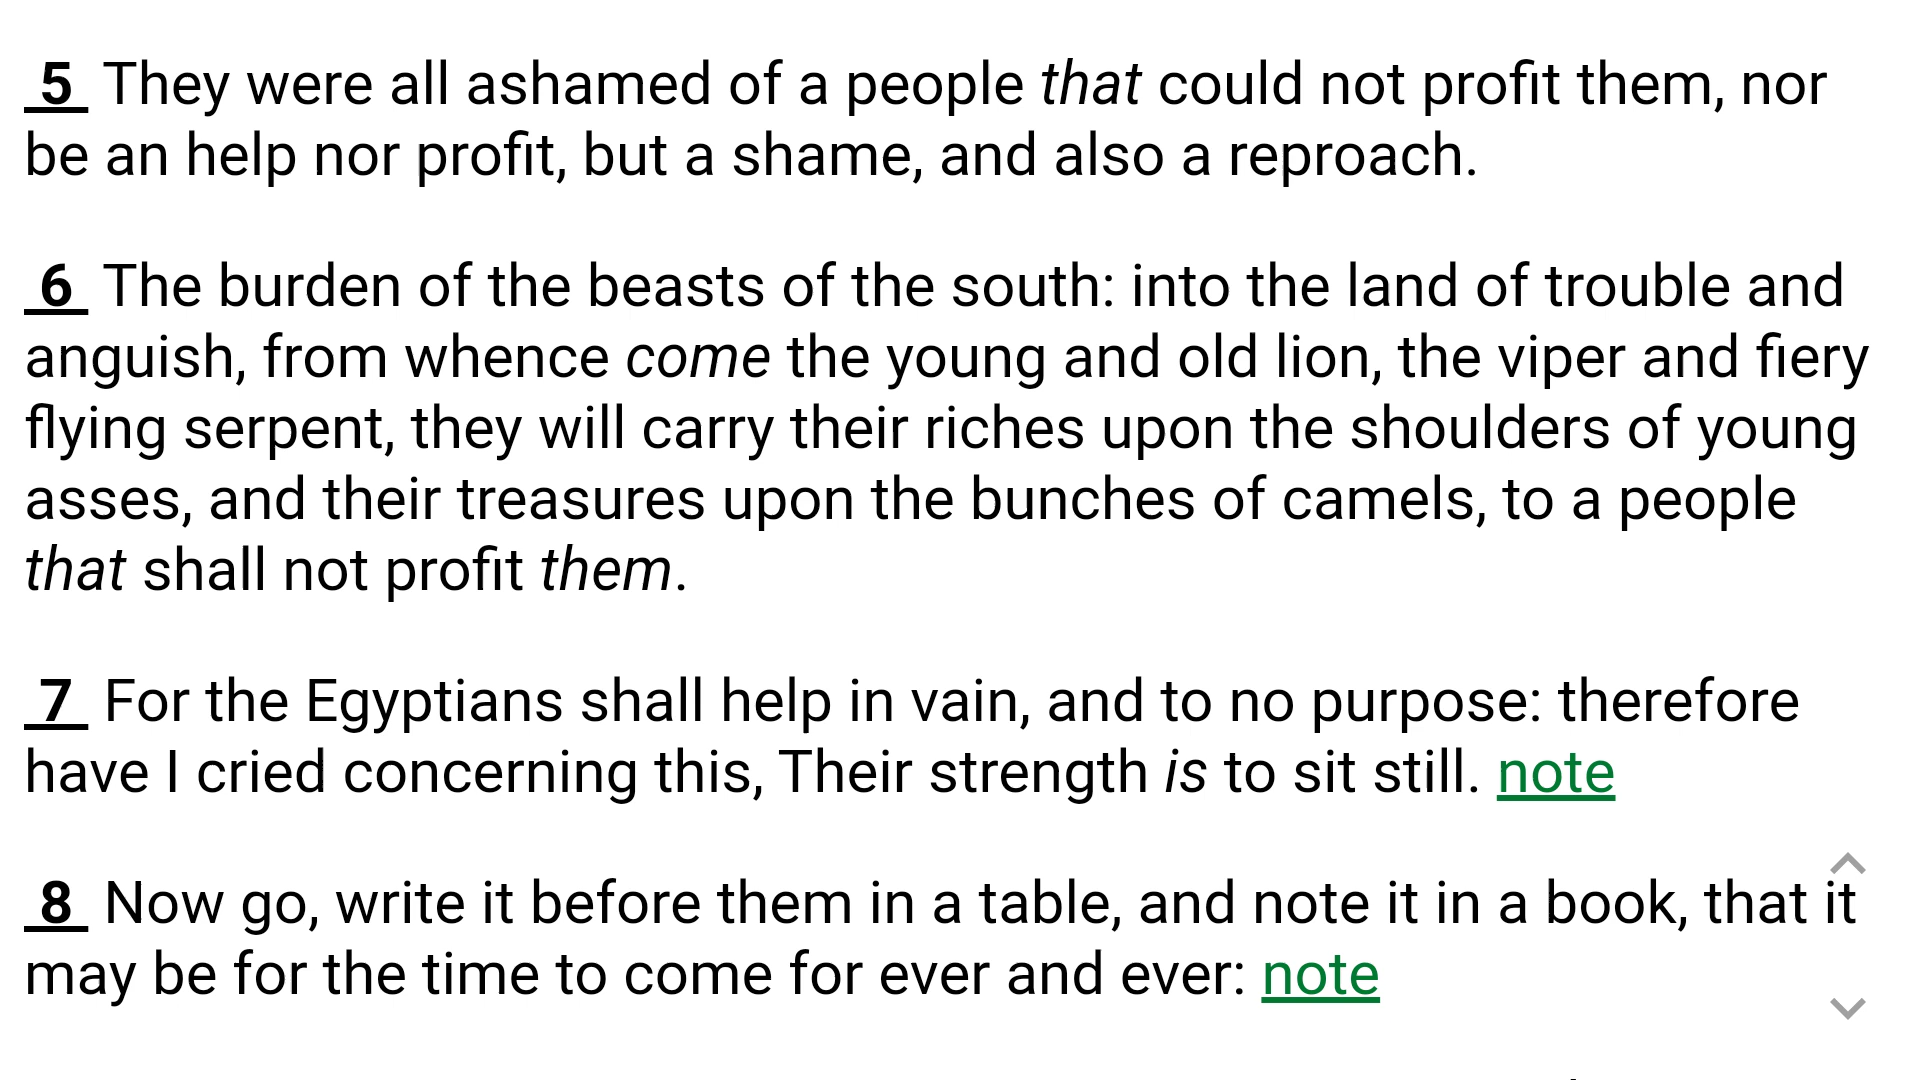 5 They were all ashamed of a people that could not profit them, nor
be an help nor profit, but a shame, and also a reproach.
6 The burden of the beasts of the south: into the land of trouble and
anguish, from whence come the young and old lion, the viper and fiery
flying serpent, they will carry their riches upon the shoulders of young
asses, and their treasures upon the bunches of camels, to a people
that shall not profit them.
7 For the Egyptians shall help in vain, and to no purpose: therefore
have I cried concerning this, Their strength is to sit still. note
8 Now go, write it before them in a table, and note it in a book, that it
may be for the time to come for ever and ever: note